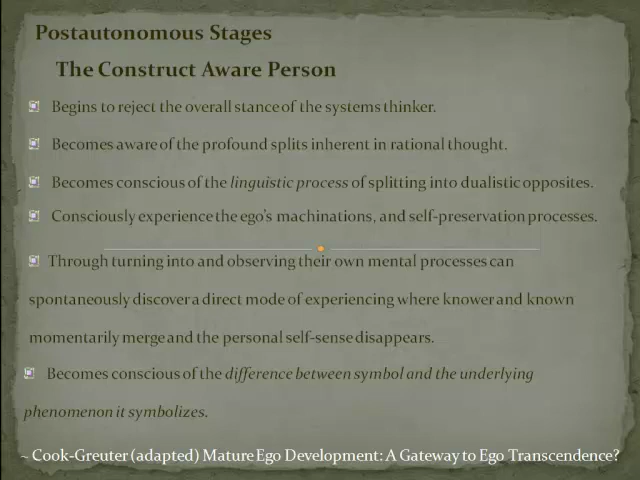 Postautonomous Stages
The Construct Aware Person
Begins to reject the overall stance of the systems thinker.
Becomes aware of the profound splits inherent in rational thought.
Becomes conscious of the linguistic process of splitting into dualistic opposites.
Consciously experience the ego's machinations, and self-preservation processes.
Through turning into and observing their own mental processes can
spontaneously discover a direct mode of experiencing where knower and known
momentarily merge and the personal self-sense disappears.
Becomes conscious of the difference between symbol and the underlying
phenomenon it symbolizes.
~ Cook-Greuter (adapted) Mature Ego Development: A Gateway to Ego Transcendence?